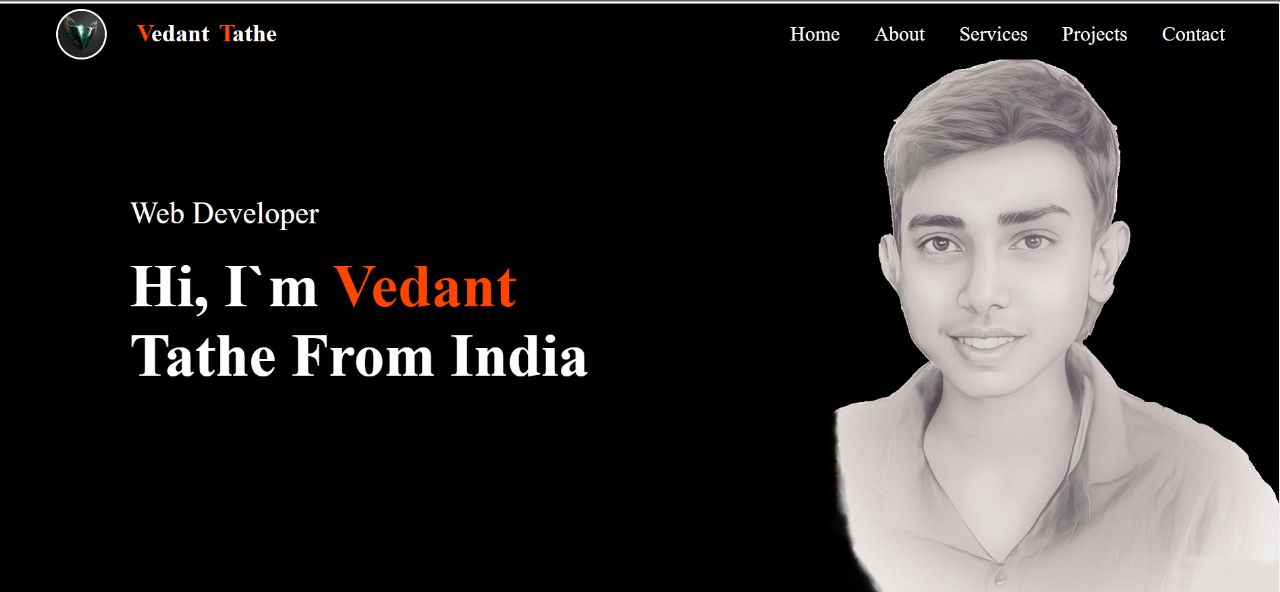 Vedant Tathe
Home About Services Projects Contact
Web Developer
Hi, I`m Vedant
Tathe From India